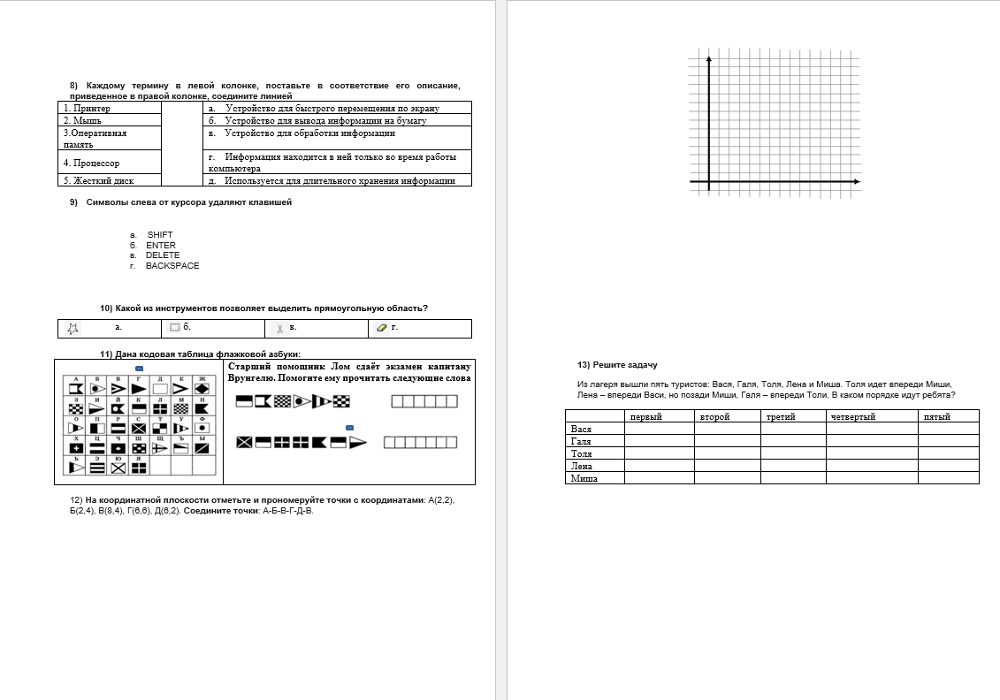 8) Каждому термину в левой колонке, поставьте в соответствие его описание,
приведенное в правой колонке, соедините линией
1. Принтер
а. Устройство для быстрого перемещения по экрану
2. Мышь
б. Устройство для вывода информации на бумагу
3.Оперативная
память
в. Устройство для обработки информации
4. Процессор
г. Информация находится в ней только во время работы
компьютера
5. Жесткий диск
д. Используется для длительного хранения информации
9) Символы слева от курсора удаляют клавишей
а. SHIFT
б. ENTER
в. DELETE
г. BACKSPACE
10) Какой из инструментов позволяет выделить прямоугольную область?
а. б. в. г.
11) Дана кодовая таблица флажковой азбуки:
А Б В Г Д Е Ж
З И Й К Л М Н
О П Р С Т У Ф
Х Ц Ч Ш Щ Ъ Ы
Ь Э Ю Я
Старший помощник Лом сдаёт экзамен капитану
Врунгелю. Помогите ему прочитать следующие слова
12) На координатной плоскости отметьте и прономеруйте точки с координатами: А(2,2),
Б(2,4), В(8,4), Г(6,6), Д(6,2). Соедините точки: А-Б-В-Г-Д-В.
13) Решите задачу
Из лагеря вышли пять туристов: Вася, Галя, Толя, Лена и Миша. Толя идет впереди Миши,
Лена – впереди Васи, но позади Миши, Галя – впереди Толи. В каком порядке идут ребята?
первый второй третий четвертый пятый
Вася
Галя
Толя
Лена
Миша